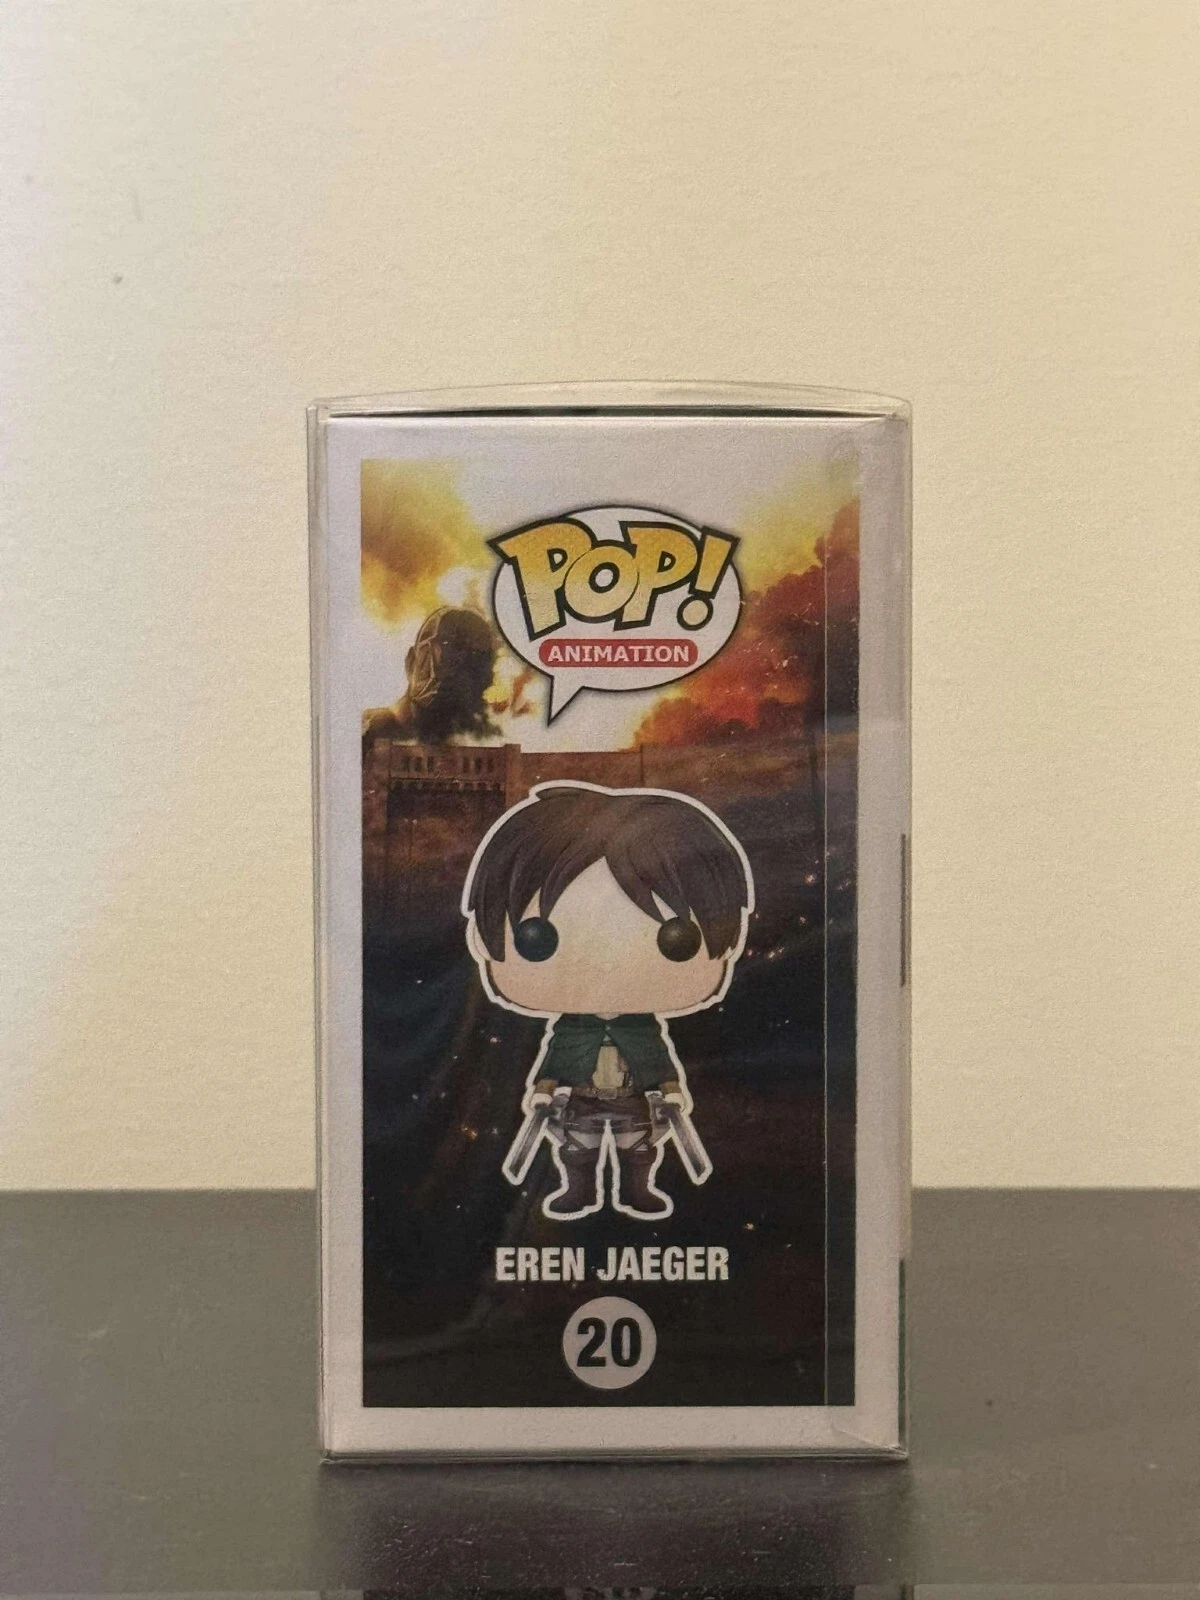 POP!
ANIMATION
EREN JAEGER
20